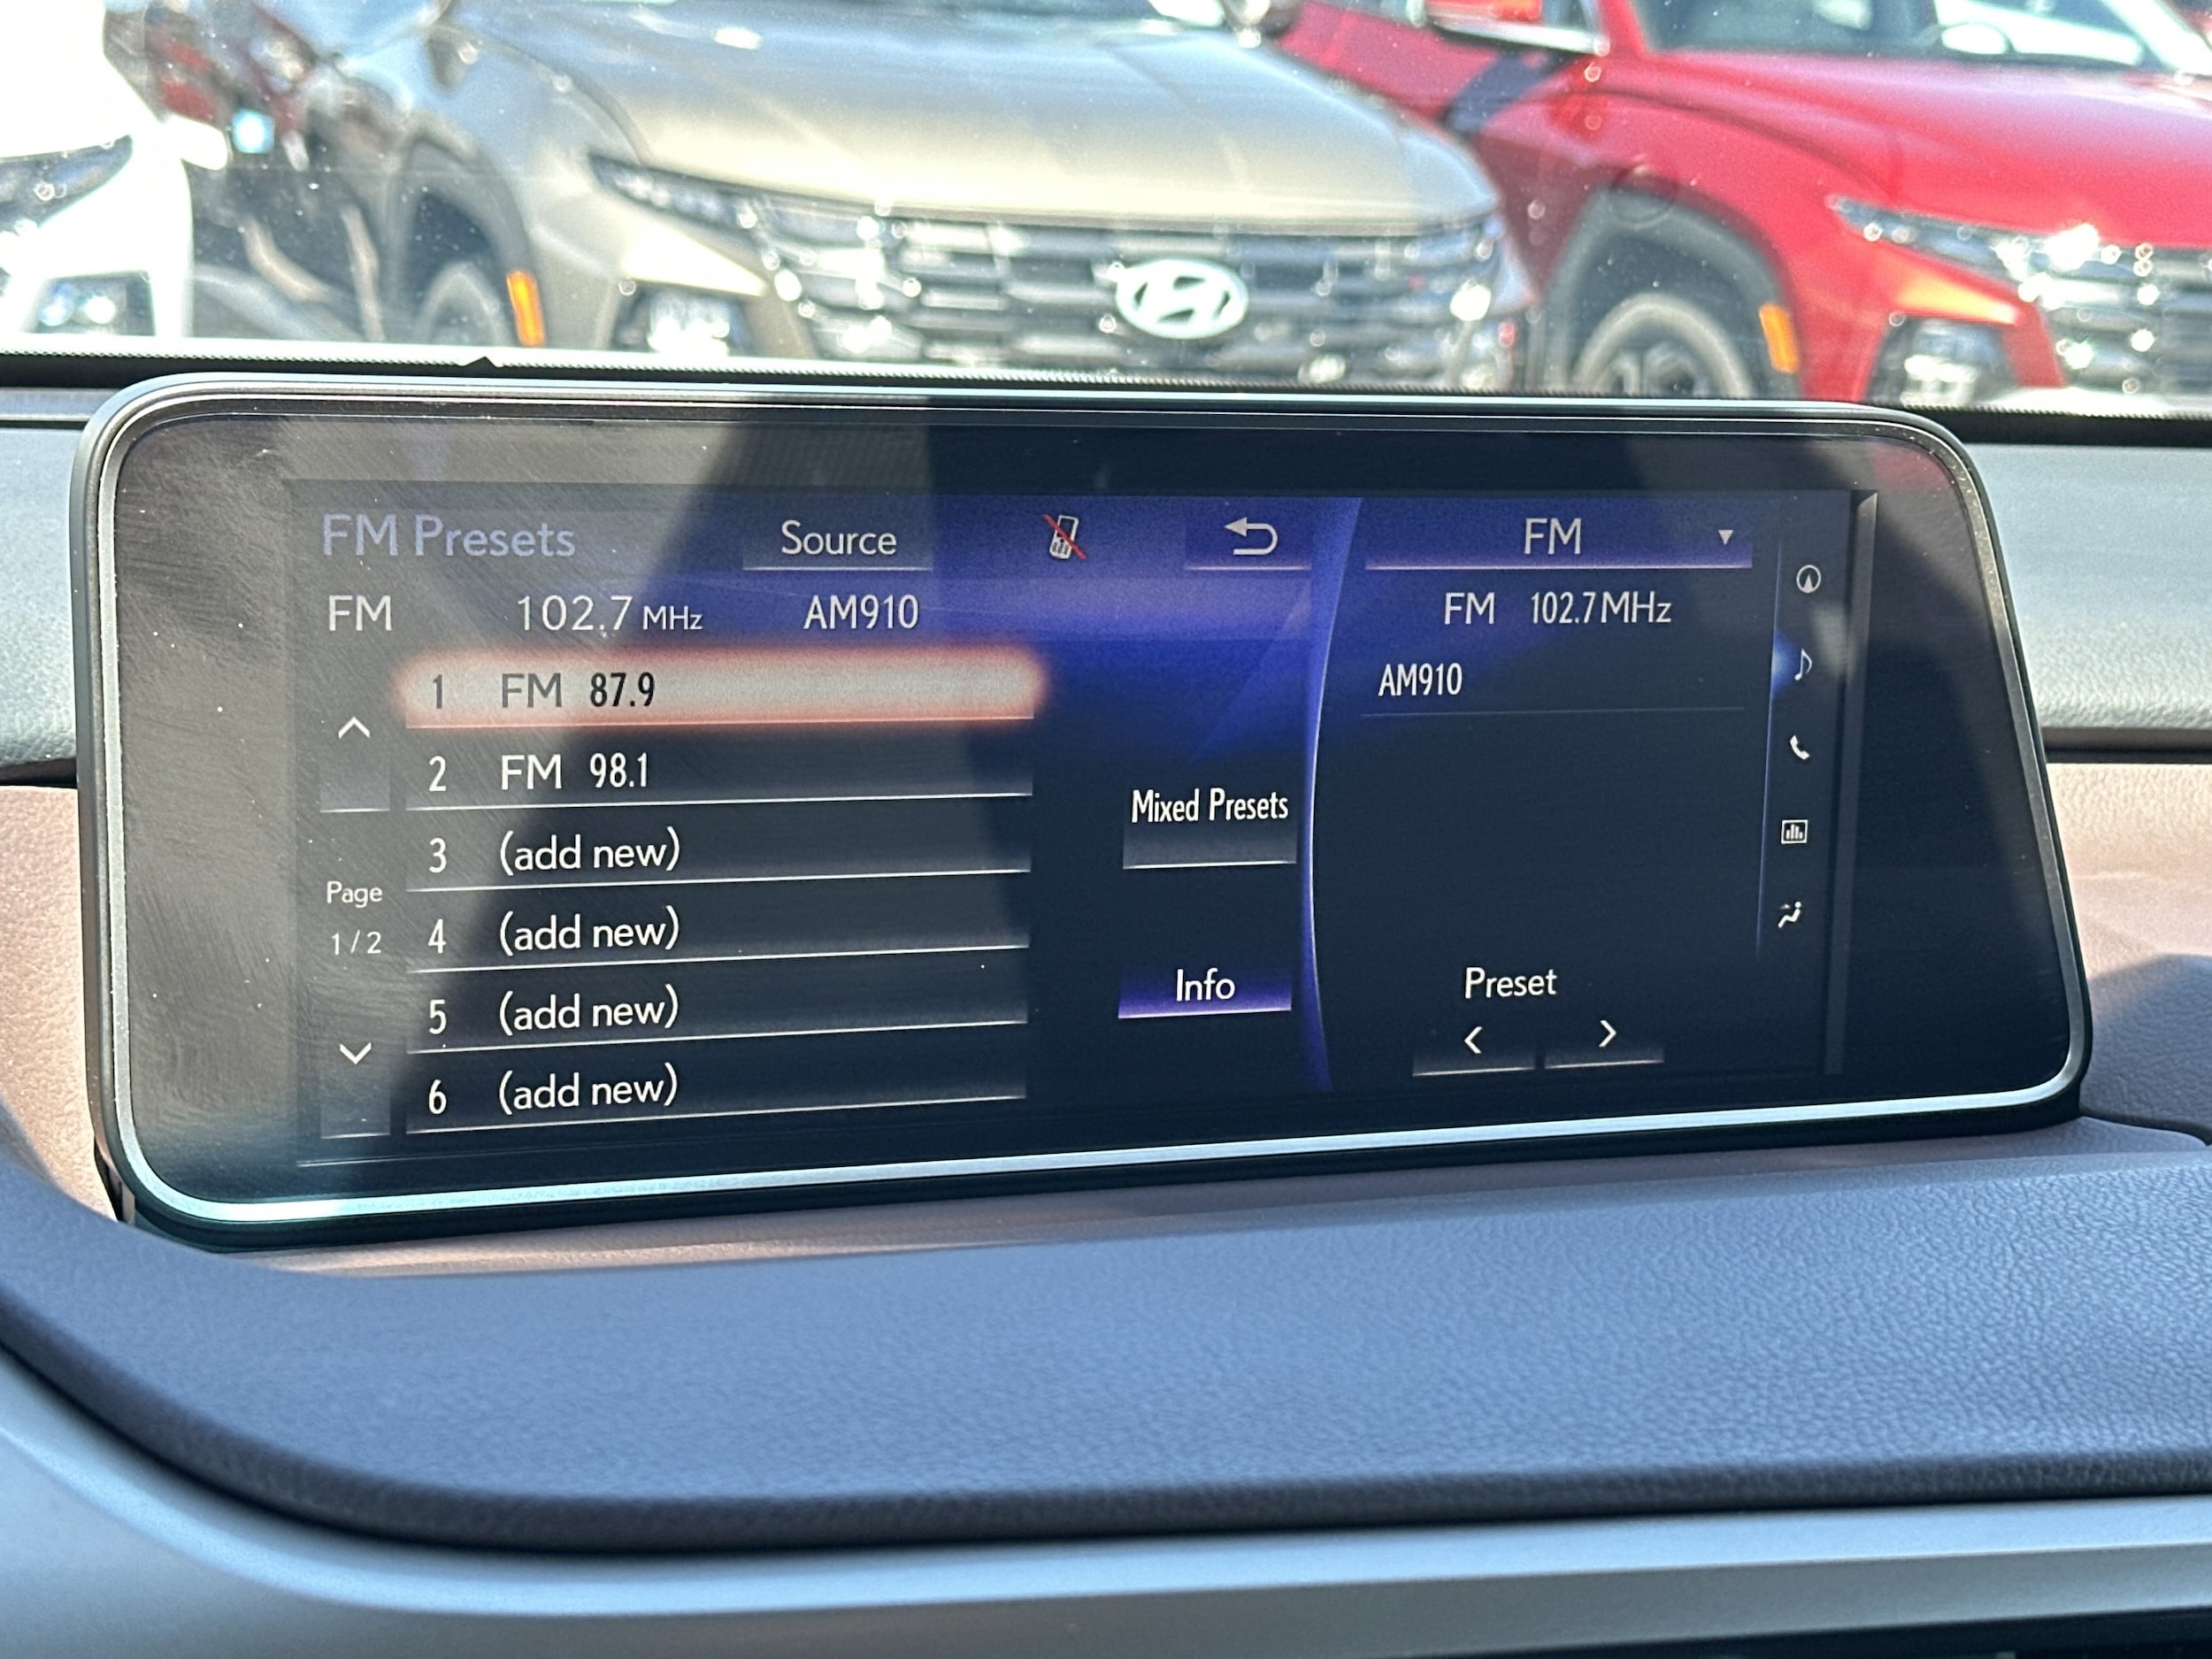 FM Presets Source FM
FM 102.7 MHz AM910 FM 102.7MHz
1 FM 87.9 AM910
2 FM 98.1
Mixed Presets
3 (add new)
Page
1/2 4 (add new)
Info Preset
5 (add new)
6 (add new)